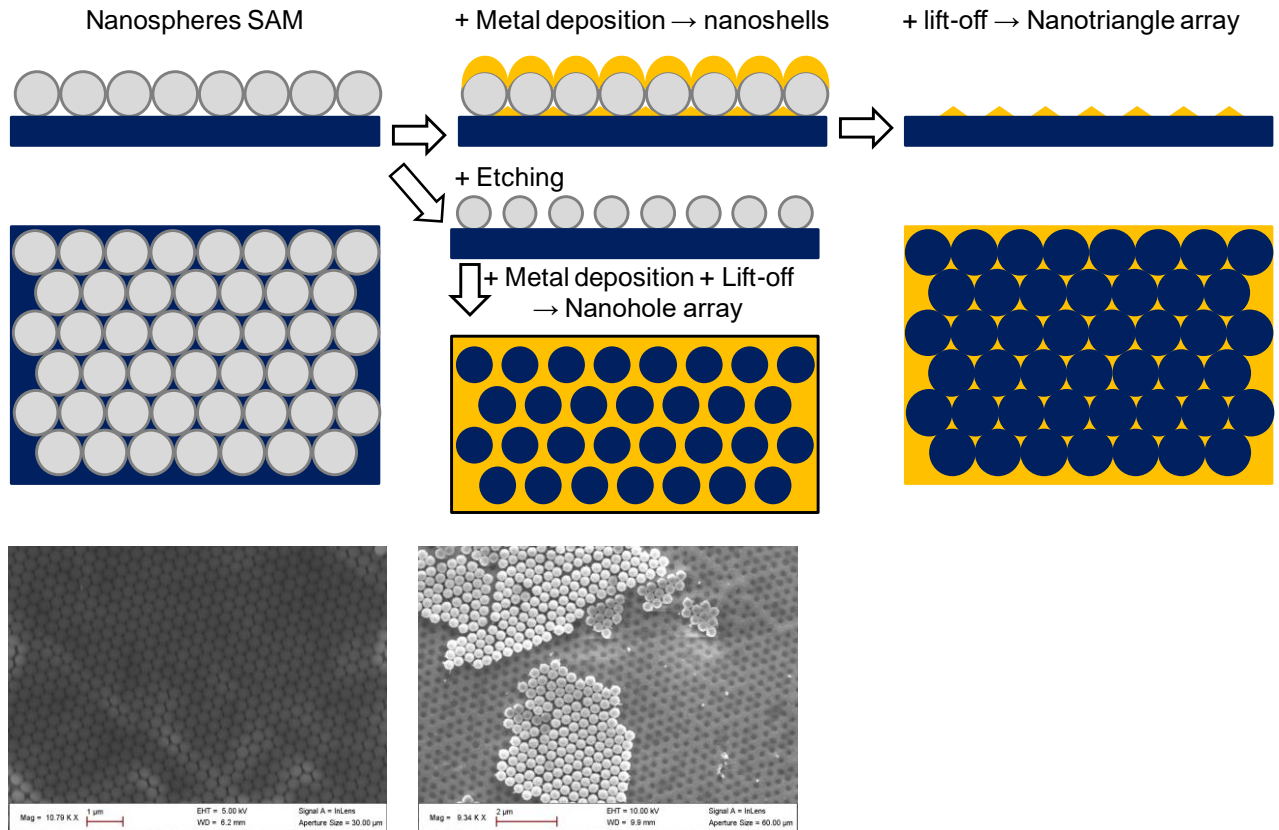 Nanospheres SAM
+ Metal deposition → nanoshells
+ lift-off → Nanotriangle array
+ Etching
+ Metal deposition + Lift-off
→ Nanohole array
Mag = 10.79 K X
1 µm
EHT = 5.00 kV
WD = 6.2 mm
Signal A = InLens
Aperture Size = 30.00 µm
Mag = 9.34 K X
2 µm
EHT = 10.00 kV
WD = 9.9 mm
Signal A = InLens
Aperture Size = 60.00 µm